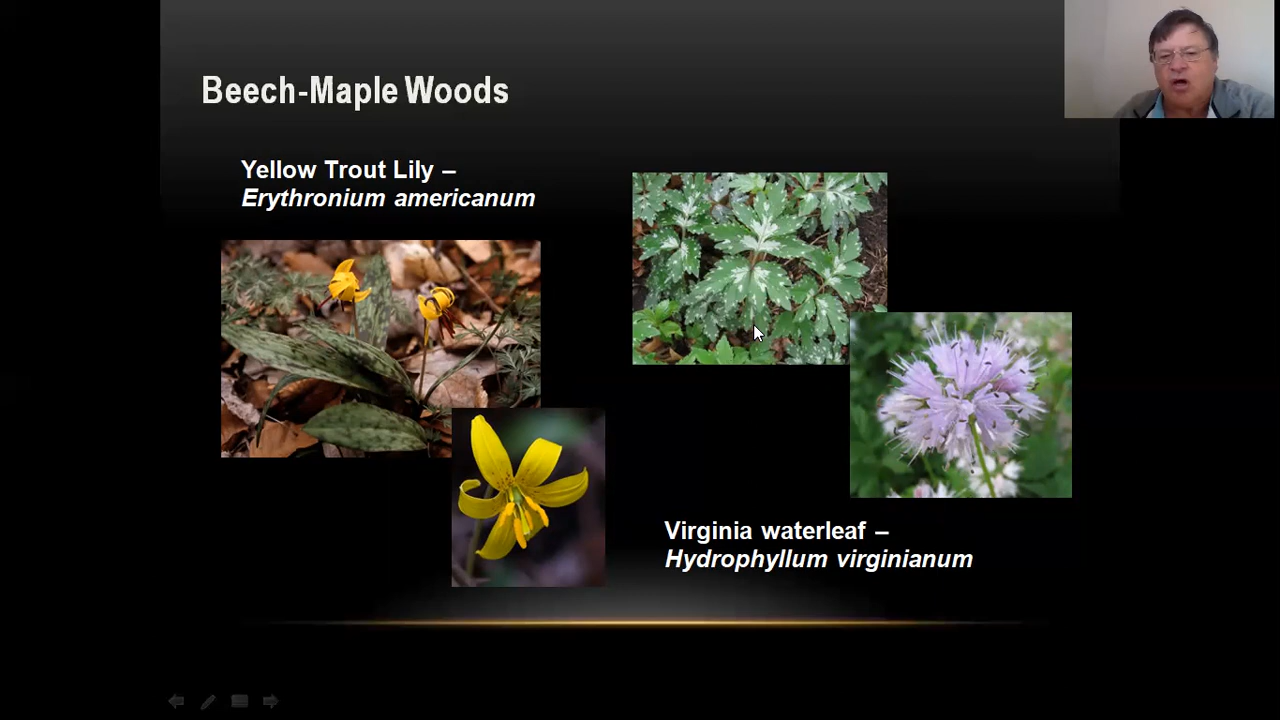 Beech-Maple Woods
Yellow Trout Lily –
Erythronium americanum
Virginia waterleaf –
Hydrophyllum virginianum